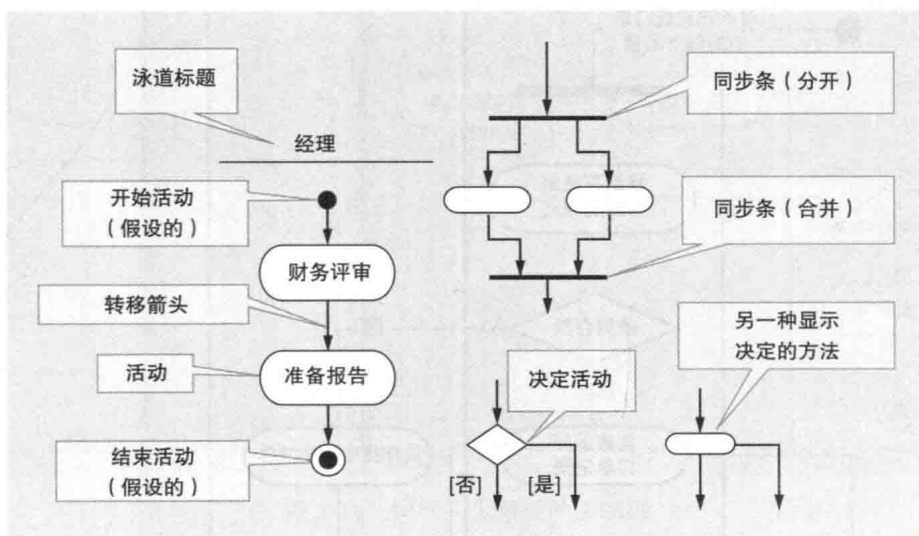 泳道标题
经理
开始活动
（假设的）
财务评审
转移箭头
活动
准备报告
结束活动
（假设的）
同步条（分开）
同步条（合并）
另一种显示
决定的方法
决定活动
[否]
[是]